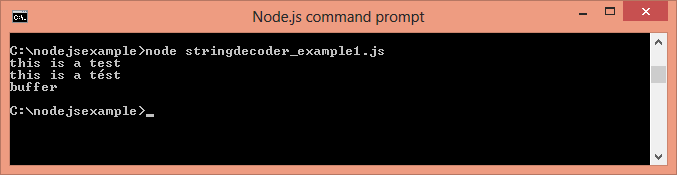 Node.js command prompt
C:\nodejsexample>node stringdecoder_example1.js
this is a test
this is a tést
buffer
C:\nodejsexample>_